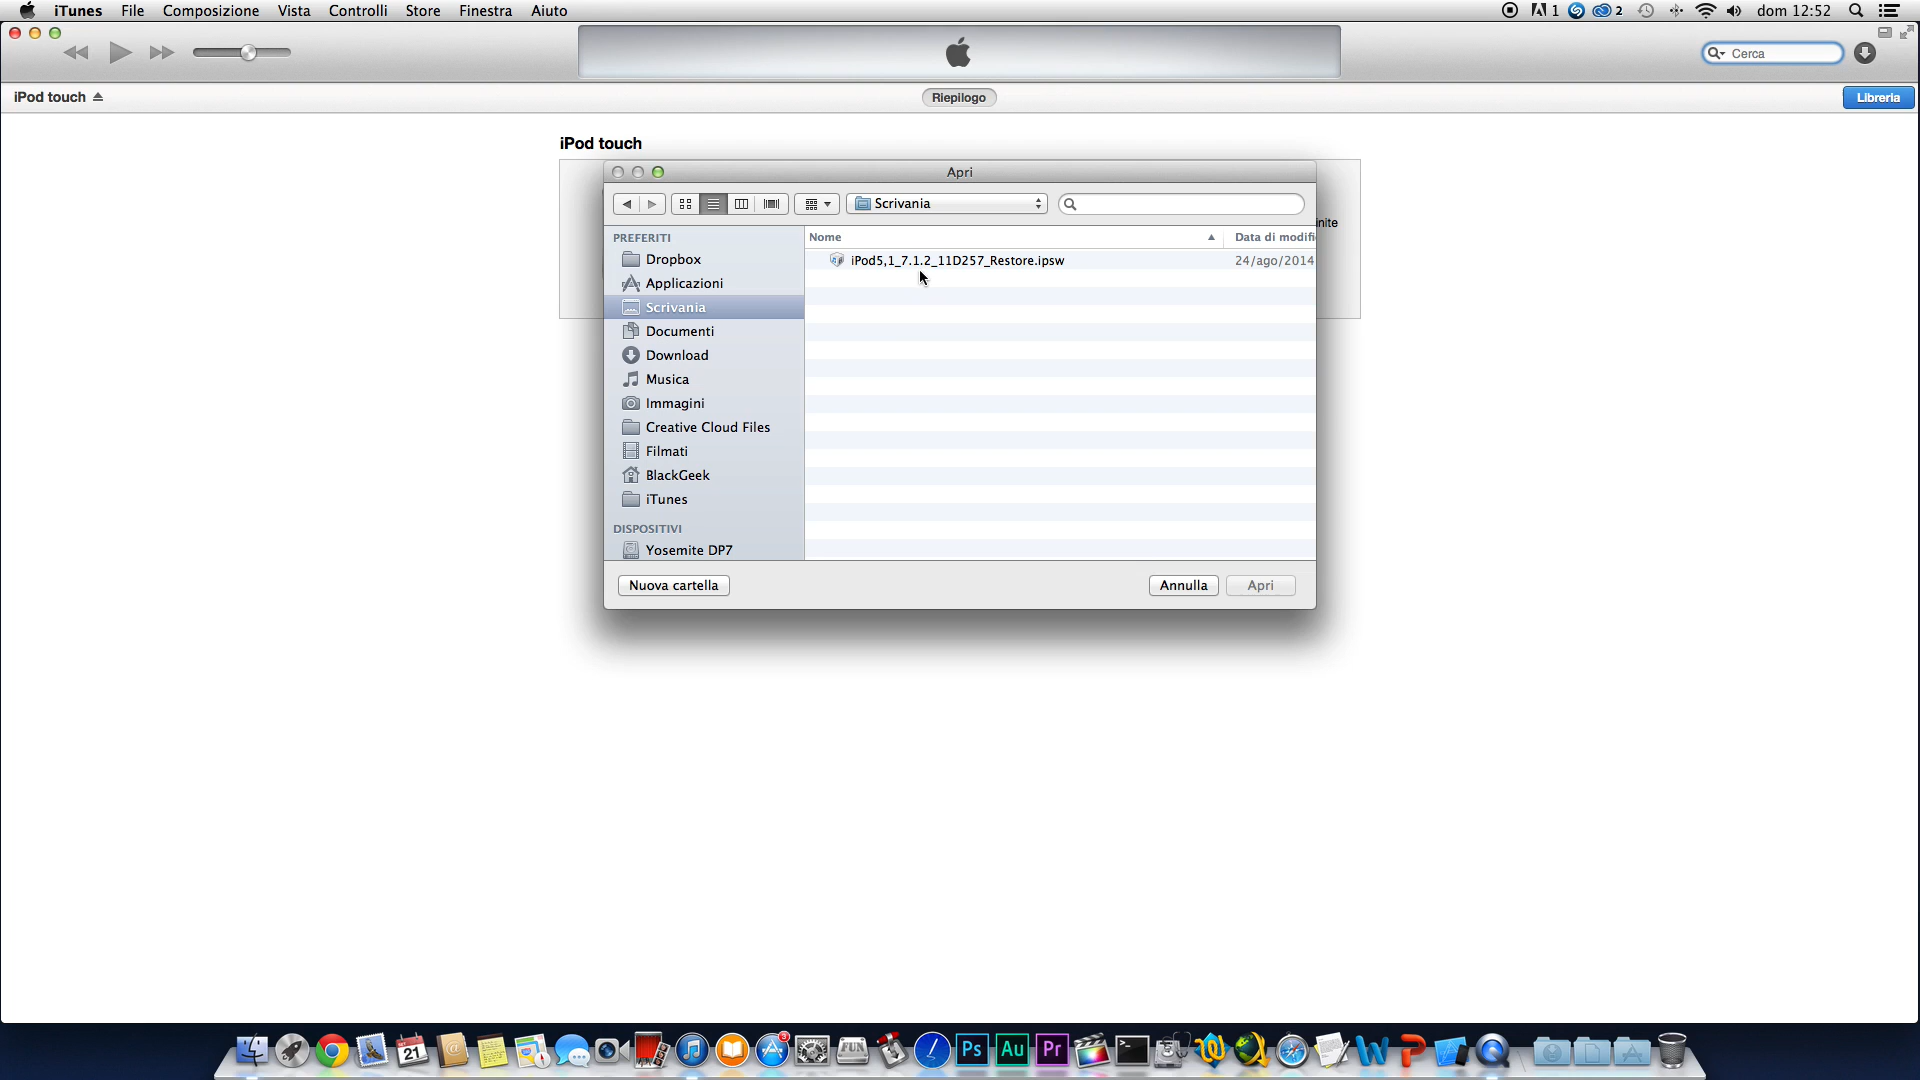 iTunes File Composizione Vista Controlli Store Finestra Aiuto 1 2 dom 12:52
Cerca
iPod touch Riepilogo Libreria
iPod touch
Apri
Scrivania
inite
PREFERITI
Dropbox
Applicazioni
Scrivania
Documenti
Download
Musica
Immagini
Creative Cloud Files
Filmati
BlackGeek
iTunes
DISPOSITIVI
Yosemite DP7
Nome Data di modifi
iPod5,1_7.1.2_11D257_Restore.ipsw 24/ago/2014
Nuova cartella Annulla Apri
21 3 FUN Ps Au Pr W